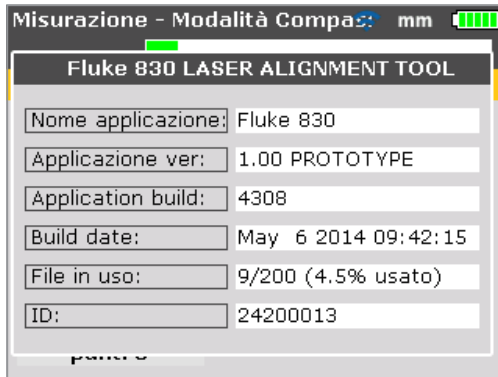 Misurazione - Modalità Compas: mm
Fluke 830 LASER ALIGNMENT TOOL
Nome applicazione: Fluke 830
Applicazione ver: 1.00 PROTOTYPE
Application build: 4308
Build date: May 6 2014 09:42:15
File in uso: 9/200 (4.5% usato)
ID: 24200013